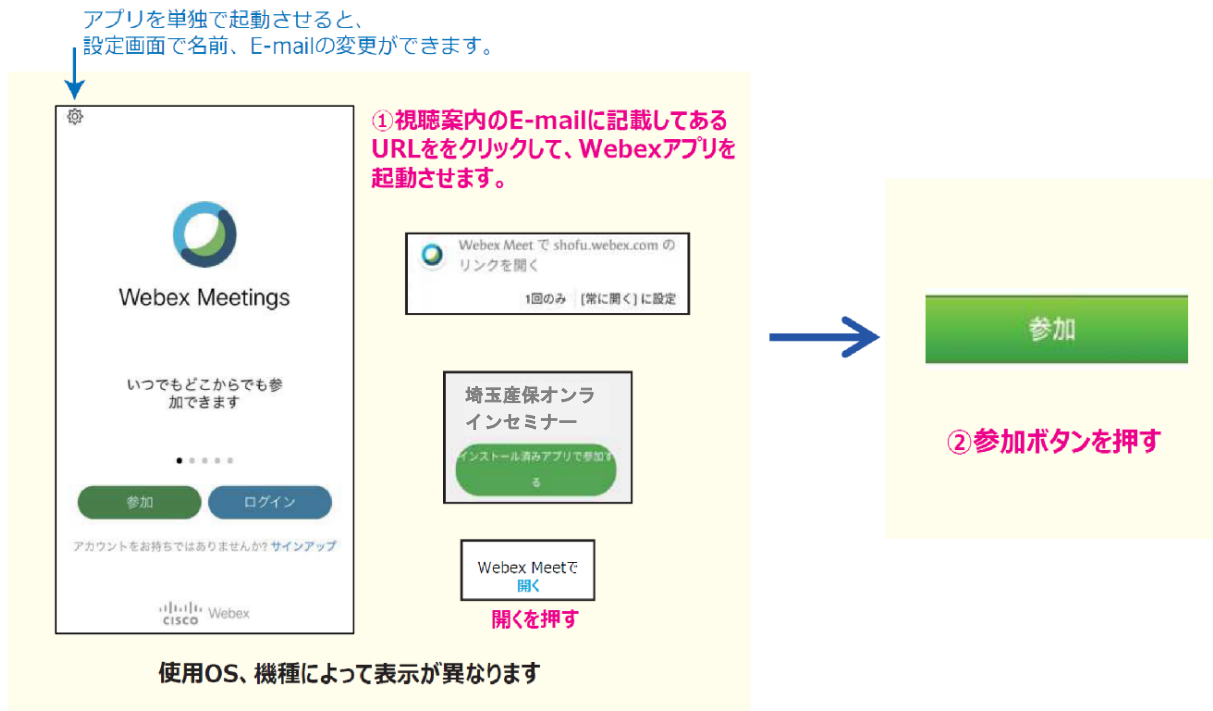 アプリを単独で起動させると、
設定画面で名前、E-mailの変更ができます。
①視聴案内のE-mailに記載してある
URLををクリックして、Webexアプリを
起動させます。
Webex Meetings
いつでもどこからでも参
加できます
参加
ログイン
アカウントをお持ちではありませんか? サインアップ
CISCO Webex
Webex Meet で shofu.webex.com の
リンクを開く
1回のみ [常に開く] に設定
埼玉産保オンラ
インセミナー
インストール済みアプリで参加す
る
Webex Meetで
開く
開くを押す
使用OS、機種によって表示が異なります
参加
②参加ボタンを押す